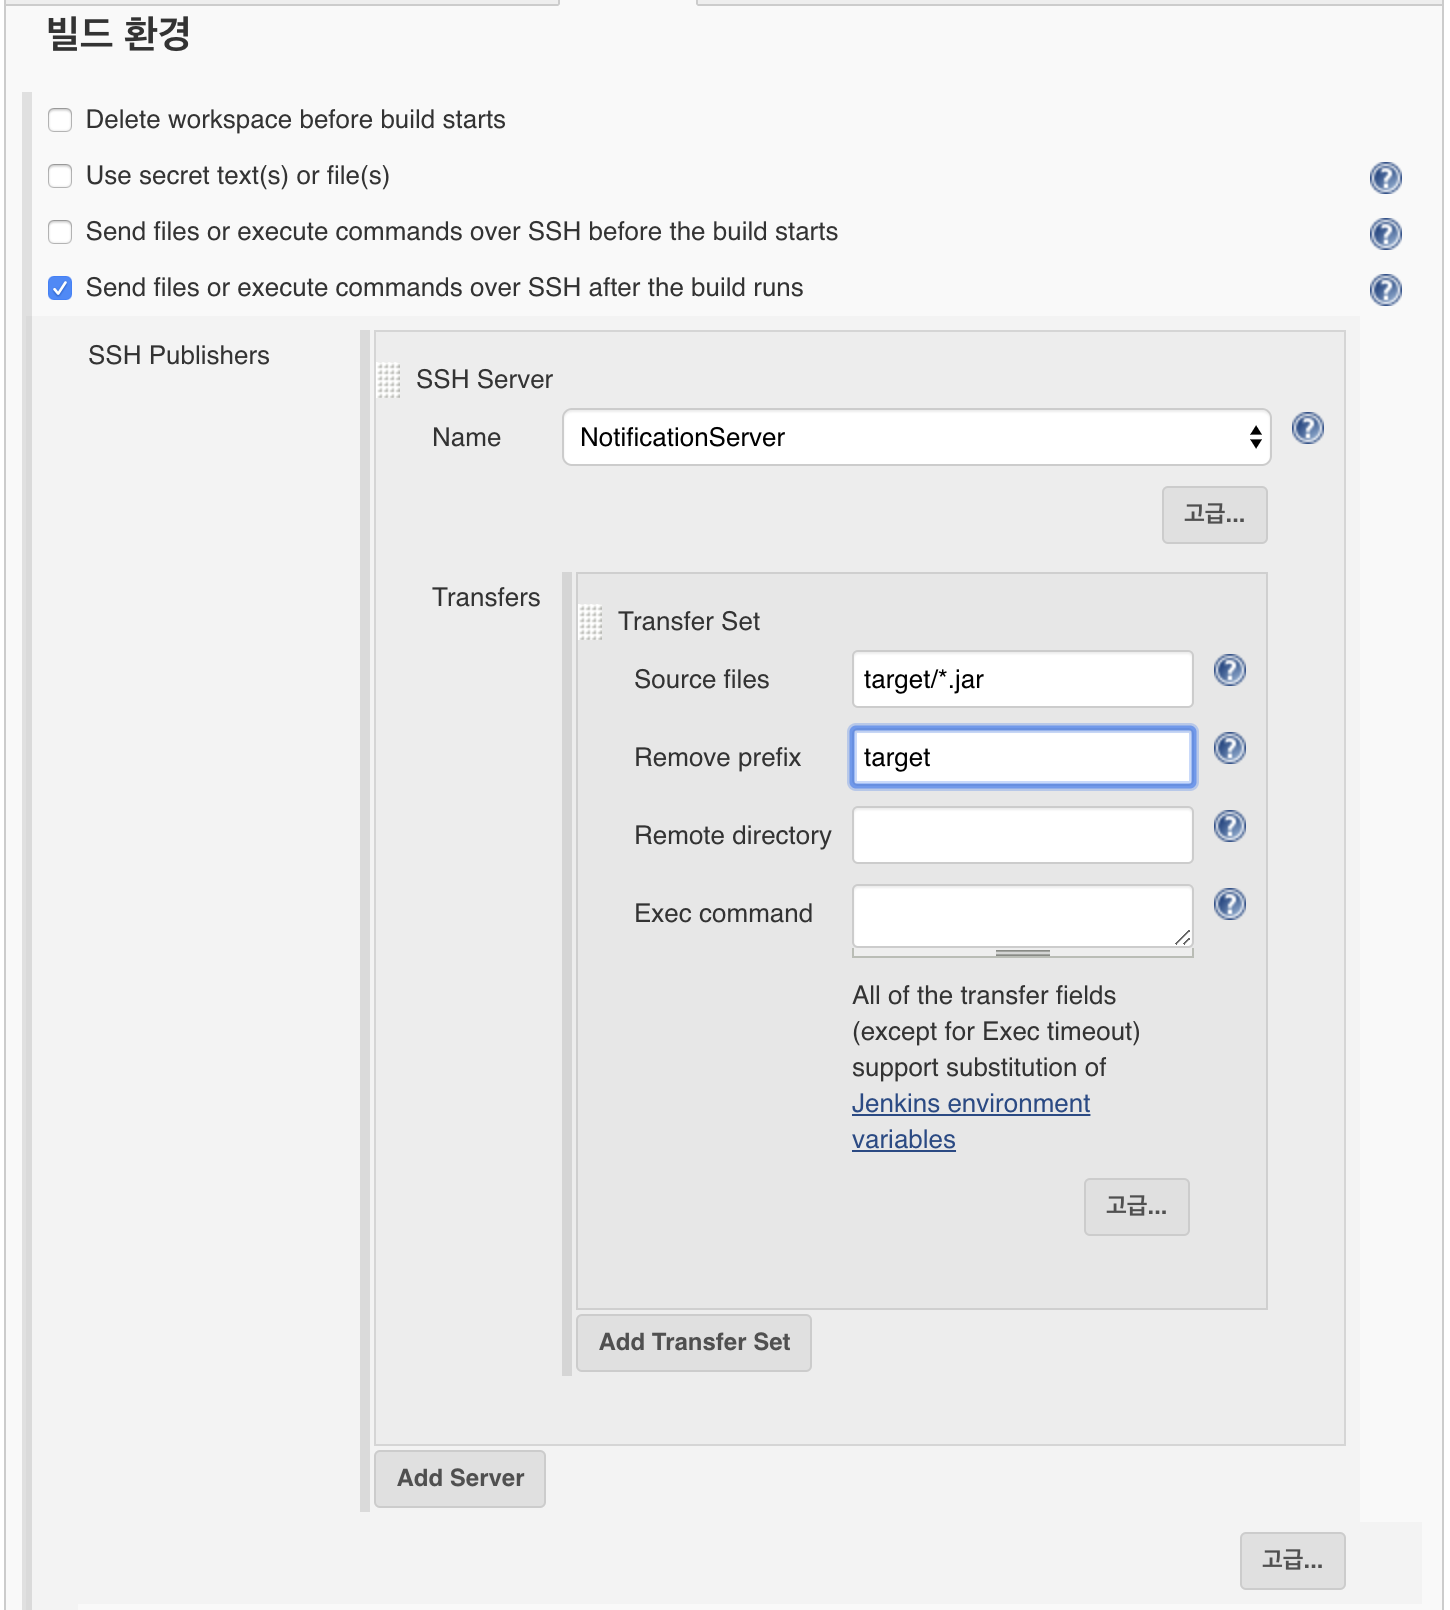 빌드 환경
Delete workspace before build starts
Use secret text(s) or file(s)
Send files or execute commands over SSH before the build starts
Send files or execute commands over SSH after the build runs
SSH Publishers
SSH Server
Name
NotificationServer
고급...
Transfers
Transfer Set
Source files
target/*.jar
Remove prefix
target
Remote directory
Exec command
All of the transfer fields
(except for Exec timeout)
support substitution of
Jenkins environment
variables
고급...
Add Transfer Set
Add Server
고급...